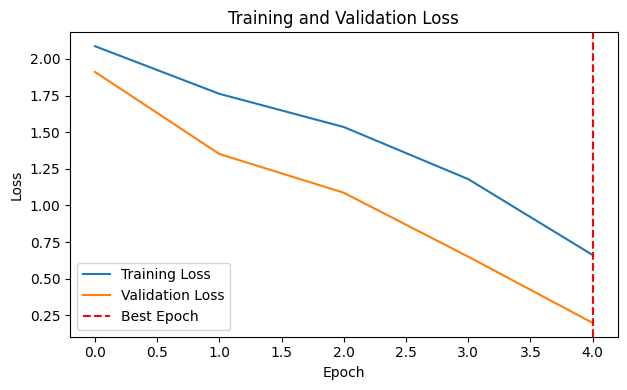 Training and Validation Loss
2.00
1.75
1.50
1.25
1.00
0.75
0.50
0.25
Loss
Training Loss
Validation Loss
Best Epoch
0.0 0.5 1.0 1.5 2.0 2.5 3.0 3.5 4.0
Epoch